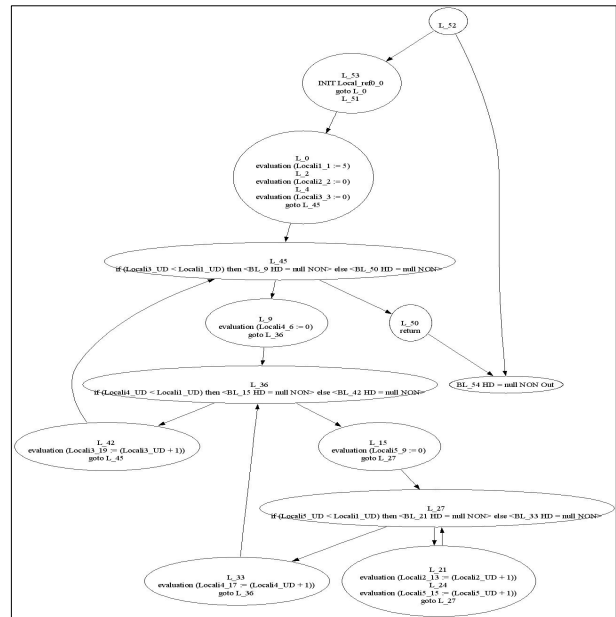 L_52
L_53
INIT Local_ref0_0
goto L_0
L_51
L_0
evaluation (Locali1_1 := 5)
L_2
evaluation (Locali2_2 := 0)
L_4
evaluation (Locali3_3 := 0)
goto L_45
L_45
if (Locali3_UD < Locali1_UD) then <BL_9 HD = null NON> else <BL_50 HD = null NON>
L_9
evaluation (Locali4_6 := 0)
goto L_36
L_50
return
L_36
if (Locali4_UD < Locali1_UD) then <BL_15 HD = null NON> else <BL_42 HD = null NON>
BL_54 HD = null NON Out
L_42
evaluation (Locali3_19 := (Locali3_UD + 1))
goto L_45
L_15
evaluation (Locali5_9 := 0)
goto L_27
L_27
if (Locali5_UD < Locali1_UD) then <BL_21 HD = null NON> else <BL_33 HD = null NON>
L_33
evaluation (Locali4_17 := (Locali4_UD + 1))
goto L_36
L_21
evaluation (Locali2_13 := (Locali2_UD + 1))
L_24
evaluation (Locali5_15 := (Locali5_UD + 1))
goto L_27